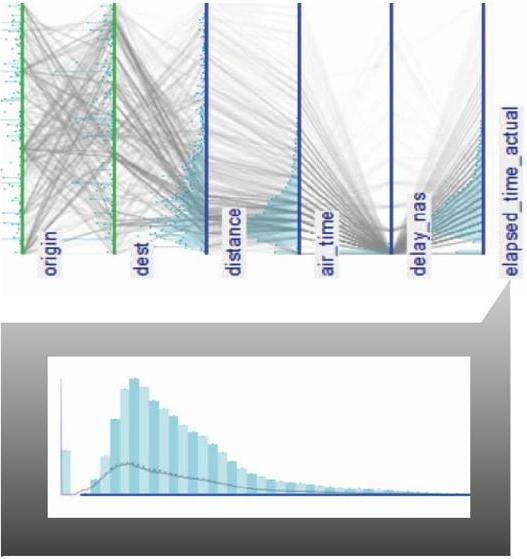 origin
dest
distance
air_time
delay_nas
elapsed_time_actual